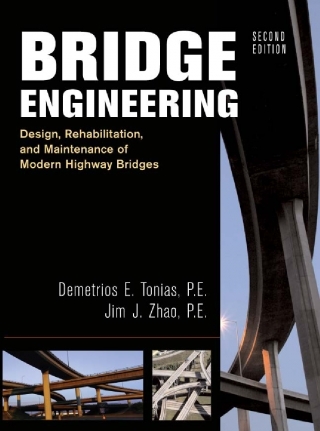 BRIDGE
ENGINEERING
SECOND
EDITION
Design, Rehabilitation,
and Maintenance of
Modern Highway Bridges
Demetrios E. Tonias, P.E.
Jim J. Zhao, P.E.